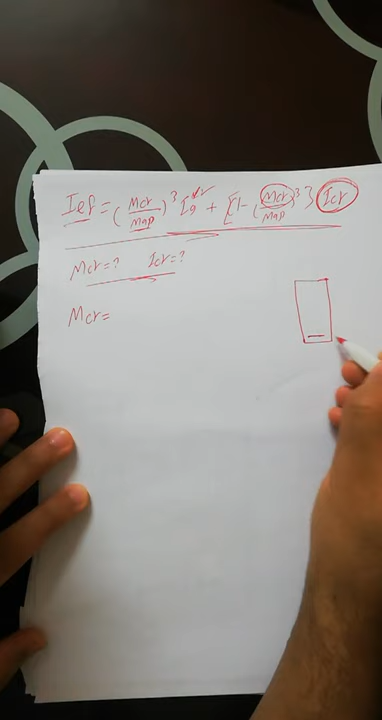 Ief = (Mcr/Map)³ Ig + [1-(Mcr/Map)³] Icr
Mcr=? Icr=?
Mcr=